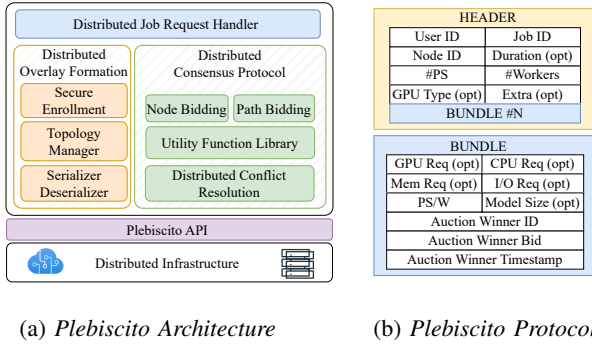 Distributed Job Request Handler
Distributed
Overlay Formation
Secure
Enrollment
Topology
Manager
Serializer
Deserializer
Distributed
Consensus Protocol
Node Bidding
Path Bidding
Utility Function Library
Distributed Conflict
Resolution
Plebiscito API
Distributed Infrastructure
(a) Plebiscito Architecture
HEADER
User ID Job ID
Node ID Duration (opt)
#PS #Workers
GPU Type (opt) Extra (opt)
BUNDLE #N
BUNDLE
GPU Req (opt) CPU Req (opt)
Mem Req (opt) I/O Req (opt)
PS/W Model Size (opt)
Auction Winner ID
Auction Winner Bid
Auction Winner Timestamp
(b) Plebiscito Protocol